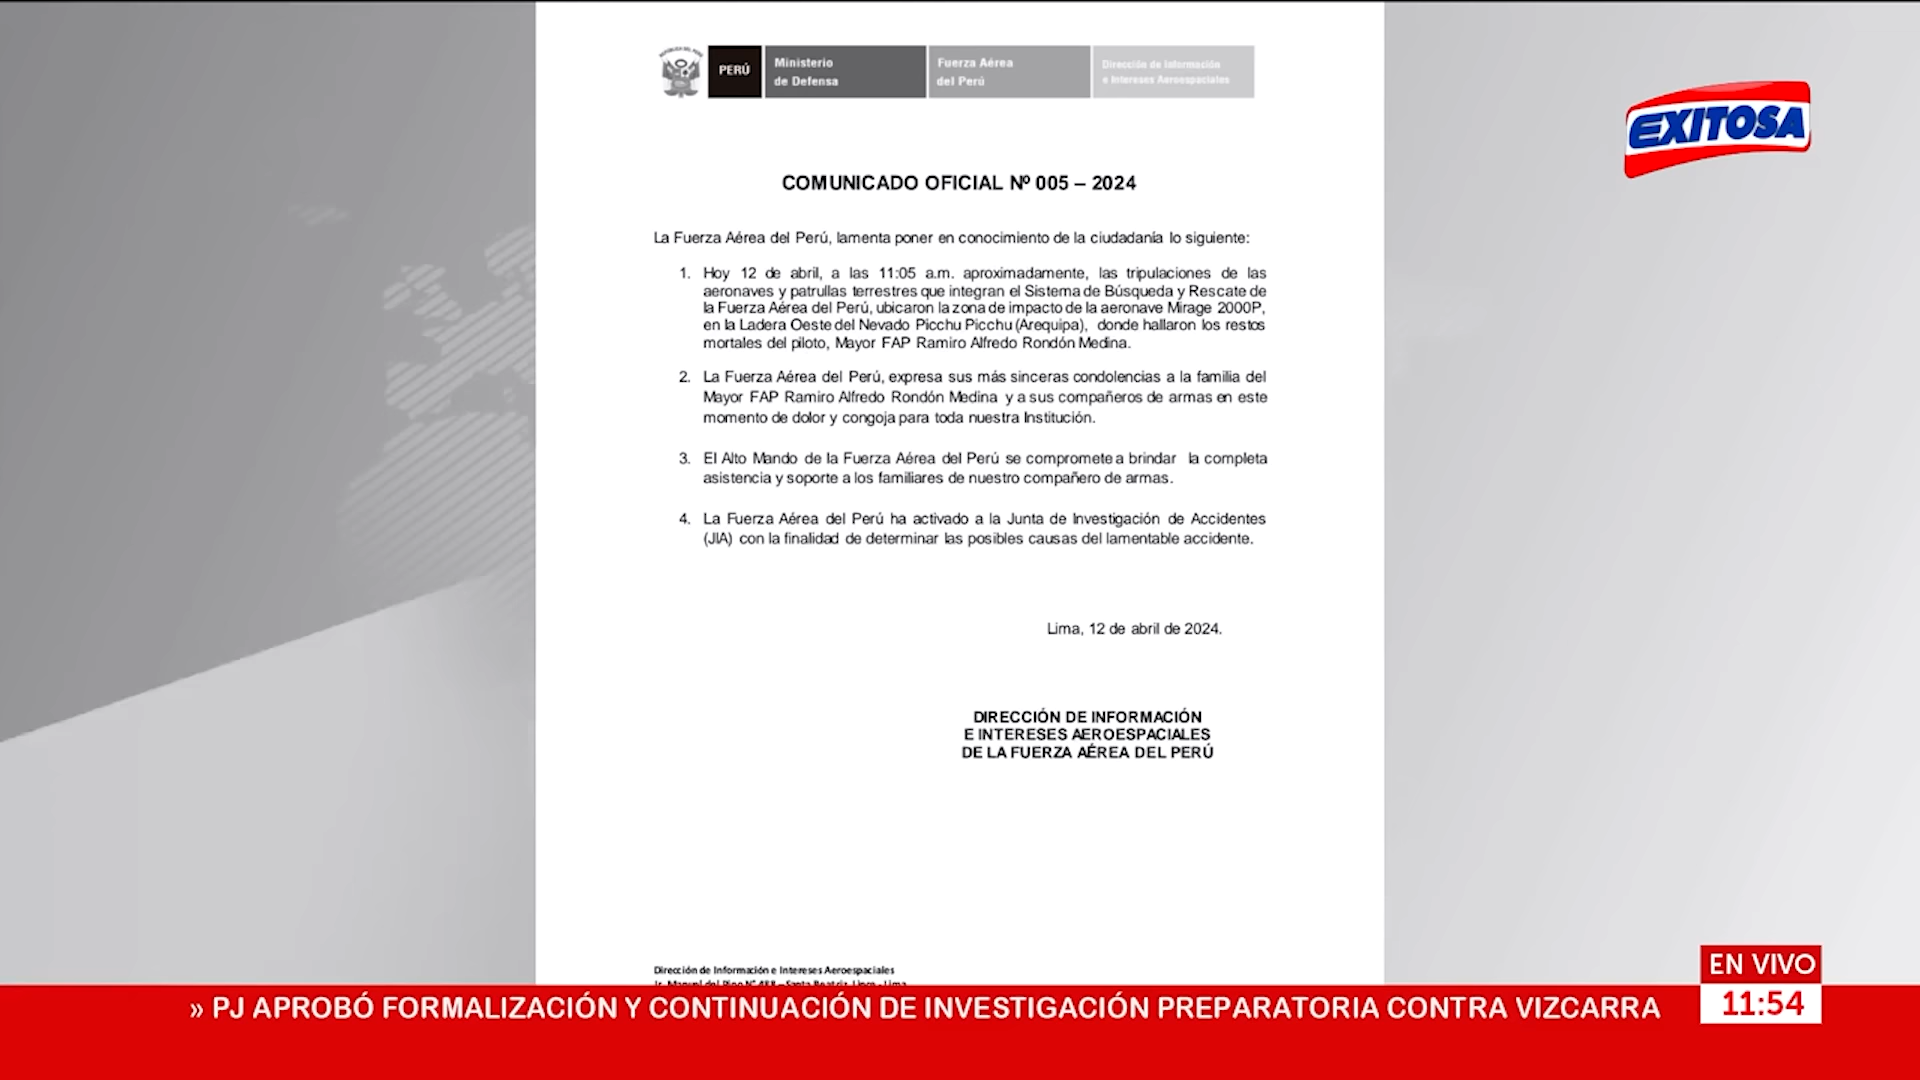 REPÚBLICA DEL PERÚ
PERÚ
Ministerio
de Defensa
Fuerza Aérea
del Perú
Dirección de Información
e Intereses Aeroespaciales
EXITOSA
COMUNICADO OFICIAL Nº 005 – 2024
La Fuerza Aérea del Perú, lamenta poner en conocimiento de la ciudadanía lo siguiente:
1. Hoy 12 de abril, a las 11:05 a.m. aproximadamente, las tripulaciones de las
aeronaves y patrullas terrestres que integran el Sistema de Búsqueda y Rescate de
la Fuerza Aérea del Perú, ubicaron la zona de impacto de la aeronave Mirage 2000P,
en la Ladera Oeste del Nevado Picchu Picchu (Arequipa), donde hallaron los restos
mortales del piloto, Mayor FAP Ramiro Alfredo Rondón Medina.
2. La Fuerza Aérea del Perú, expresa sus más sinceras condolencias a la familia del
Mayor FAP Ramiro Alfredo Rondón Medina y a sus compañeros de armas en este
momento de dolor y congoja para toda nuestra Institución.
3. El Alto Mando de la Fuerza Aérea del Perú se compromete a brindar la completa
asistencia y soporte a los familiares de nuestro compañero de armas.
4. La Fuerza Aérea del Perú ha activado a la Junta de Investigación de Accidentes
(JIA) con la finalidad de determinar las posibles causas del lamentable accidente.
Lima, 12 de abril de 2024.
DIRECCIÓN DE INFORMACIÓN
E INTERESES AEROESPACIALES
DE LA FUERZA AÉREA DEL PERÚ
Dirección de Información e Intereses Aeroespaciales
EN VIVO
» PJ APROBÓ FORMALIZACIÓN Y CONTINUACIÓN DE INVESTIGACIÓN PREPARATORIA CONTRA VIZCARRA
11:54